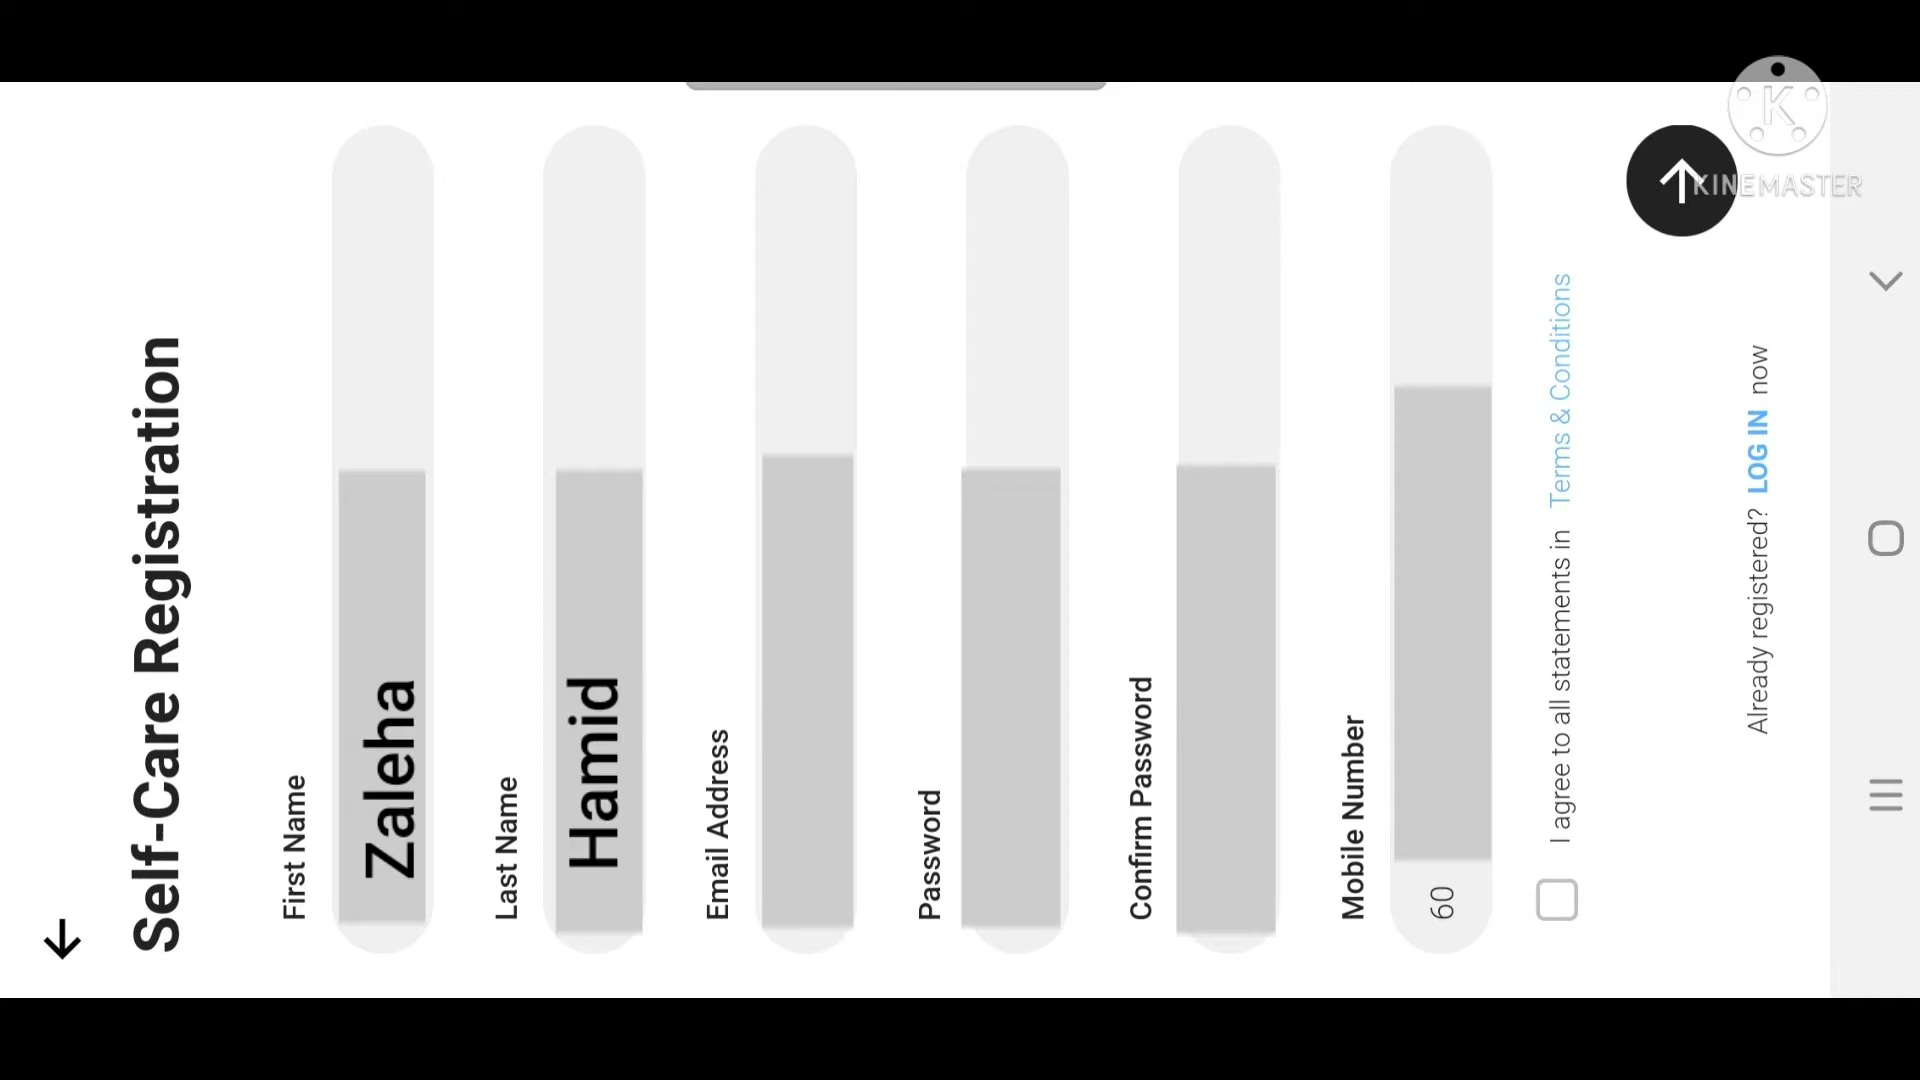 Self-Care Registration
First Name
Zaleha
Last Name
Hamid
Email Address
Password
Confirm Password
Mobile Number
60
I agree to all statements in Terms & Conditions
Already registered? LOG IN now
K
KINEMASTER